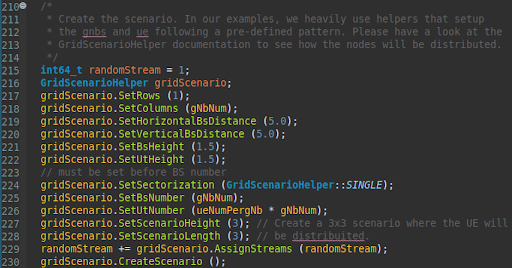 210 /*
211  * Create the scenario. In our examples, we heavily use helpers that setup
212  * the gnbs and ue following a pre-defined pattern. Please have a look at the
213  * GridScenarioHelper documentation to see how the nodes will be distributed.
214  */
215 int64_t randomStream = 1;
216 GridScenarioHelper gridScenario;
217 gridScenario.SetRows (1);
218 gridScenario.SetColumns (gNbNum);
219 gridScenario.SetHorizontalBsDistance (5.0);
220 gridScenario.SetVerticalBsDistance (5.0);
221 gridScenario.SetBsHeight (1.5);
222 gridScenario.SetUtHeight (1.5);
223 // must be set before BS number
224 gridScenario.SetSectorization (GridScenarioHelper::SINGLE);
225 gridScenario.SetBsNumber (gNbNum);
226 gridScenario.SetUtNumber (ueNumPergNb * gNbNum);
227 gridScenario.SetScenarioHeight (3); // Create a 3x3 scenario where the UE will
228 gridScenario.SetScenarioLength (3); // be distribuited.
229 randomStream += gridScenario.AssignStreams (randomStream);
230 gridScenario.CreateScenario ();